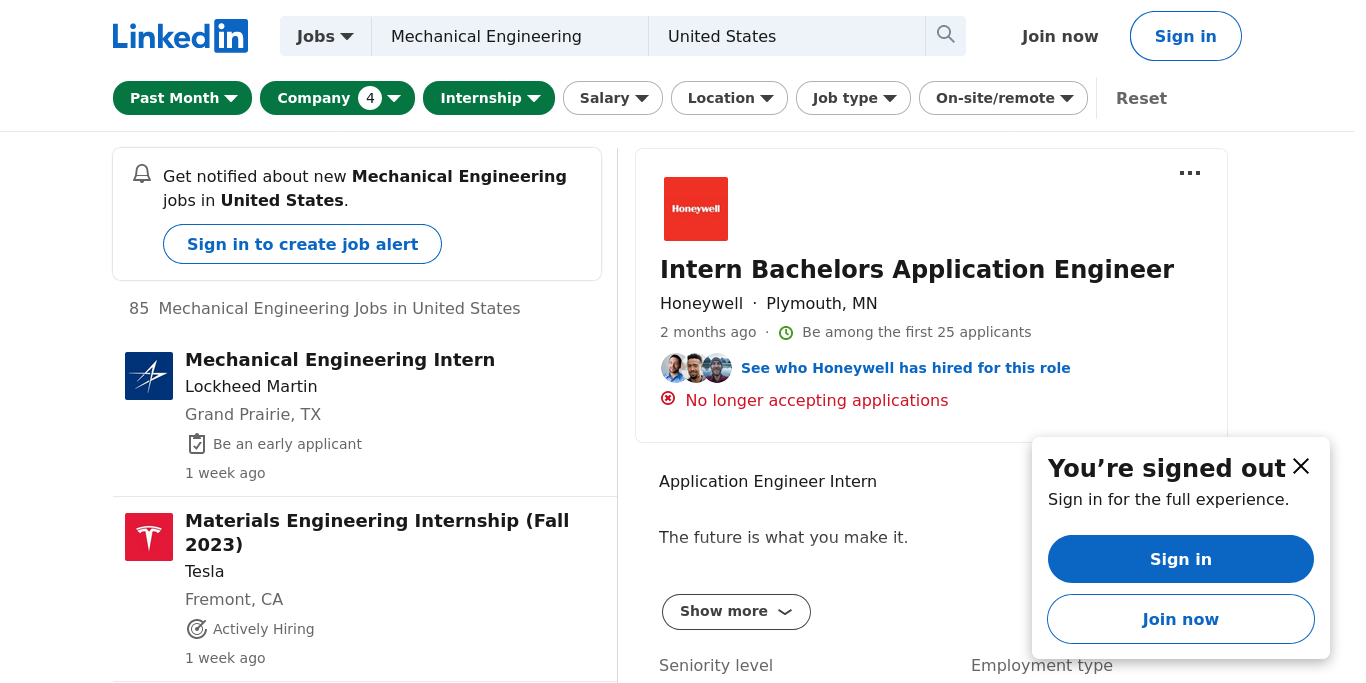 Linkedin
Jobs
Mechanical Engineering
United States
Join now
Sign in
Past Month
Company 4
Internship
Salary
Location
Job type
On-site/remote
Reset
Get notified about new Mechanical Engineering
jobs in United States.
Sign in to create job alert
85 Mechanical Engineering Jobs in United States
Mechanical Engineering Intern
Lockheed Martin
Grand Prairie, TX
Be an early applicant
1 week ago
Materials Engineering Internship (Fall
2023)
Tesla
Fremont, CA
Actively Hiring
1 week ago
Honeywell
Intern Bachelors Application Engineer
Honeywell · Plymouth, MN
2 months ago · Be among the first 25 applicants
See who Honeywell has hired for this role
No longer accepting applications
Application Engineer Intern
The future is what you make it.
Show more
Seniority level
Employment type
You’re signed out
Sign in for the full experience.
Sign in
Join now